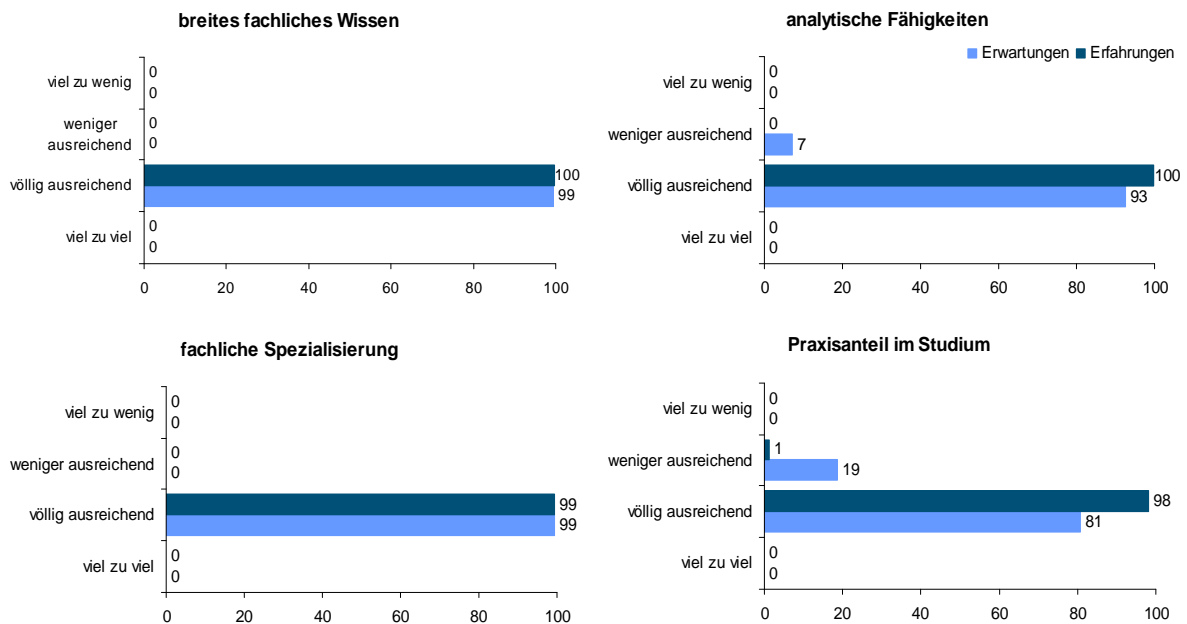 breites fachliches Wissen
viel zu wenig
0
0
weniger
ausreichend
0
0
völlig ausreichend
100
99
viel zu viel
0
0
0 20 40 60 80 100
analytische Fähigkeiten
Erwartungen Erfahrungen
viel zu wenig
0
0
weniger ausreichend
0
7
völlig ausreichend
100
93
viel zu viel
0
0
0 20 40 60 80 100
fachliche Spezialisierung
viel zu wenig
0
0
weniger ausreichend
0
0
völlig ausreichend
99
99
viel zu viel
0
0
0 20 40 60 80 100
Praxisanteil im Studium
viel zu wenig
0
0
weniger ausreichend
1
19
völlig ausreichend
98
81
viel zu viel
0
0
0 20 40 60 80 100